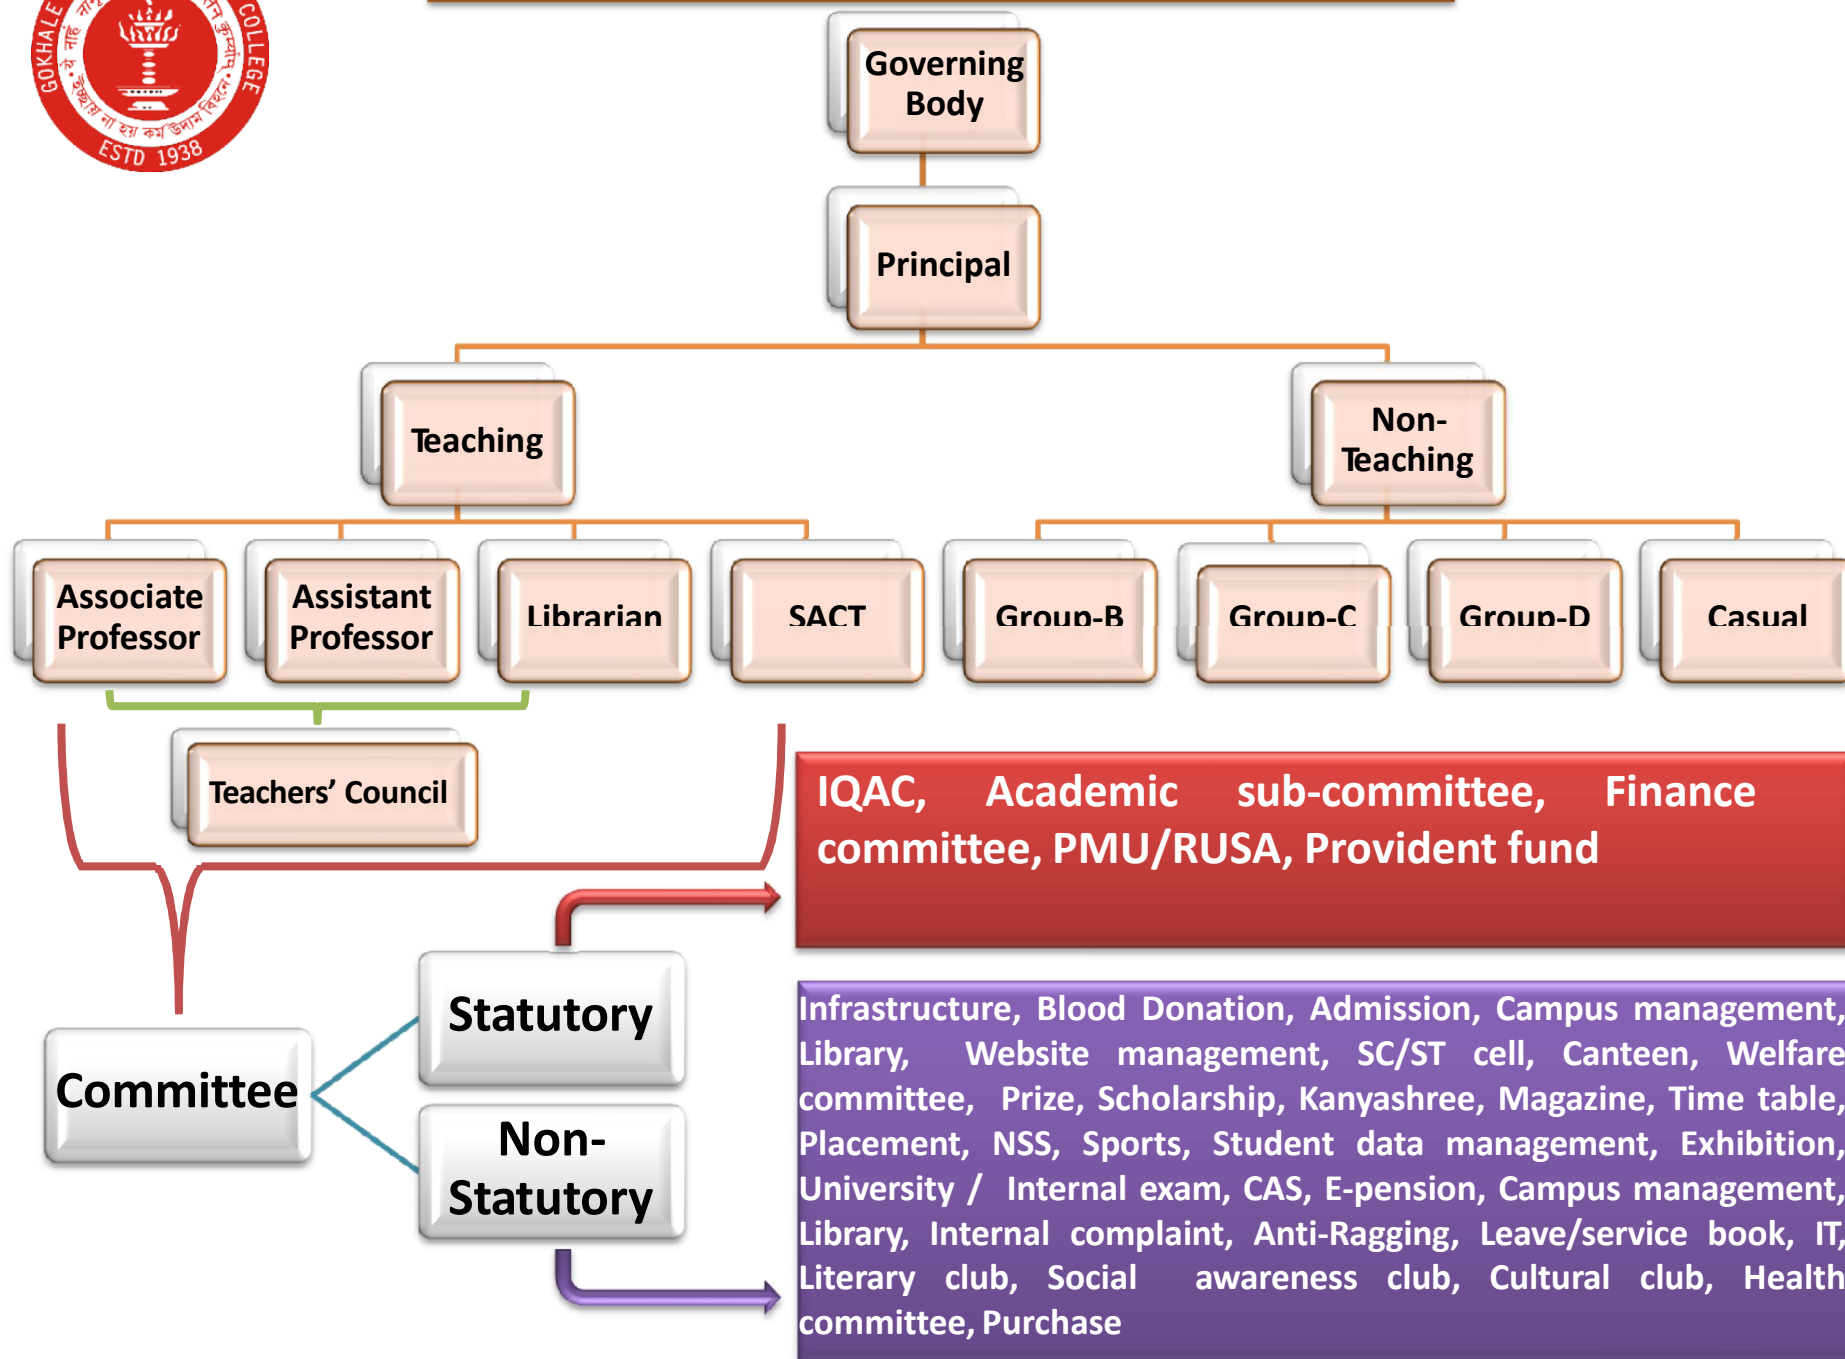 GOKHALE
COLLEGE
ESTD 1938
Governing
Body
Principal
Teaching
Non-
Teaching
Associate
Professor
Assistant
Professor
Librarian
SACT
Group-B
Group-C
Group-D
Casual
Teachers’ Council
IQAC, Academic sub-committee, Finance
committee, PMU/RUSA, Provident fund
Committee
Statutory
Non-
Statutory
Infrastructure, Blood Donation, Admission, Campus management,
Library, Website management, SC/ST cell, Canteen, Welfare
committee, Prize, Scholarship, Kanyashree, Magazine, Time table,
Placement, NSS, Sports, Student data management, Exhibition,
University / Internal exam, CAS, E-pension, Campus management,
Library, Internal complaint, Anti-Ragging, Leave/service book, IT,
Literary club, Social awareness club, Cultural club, Health
committee, Purchase